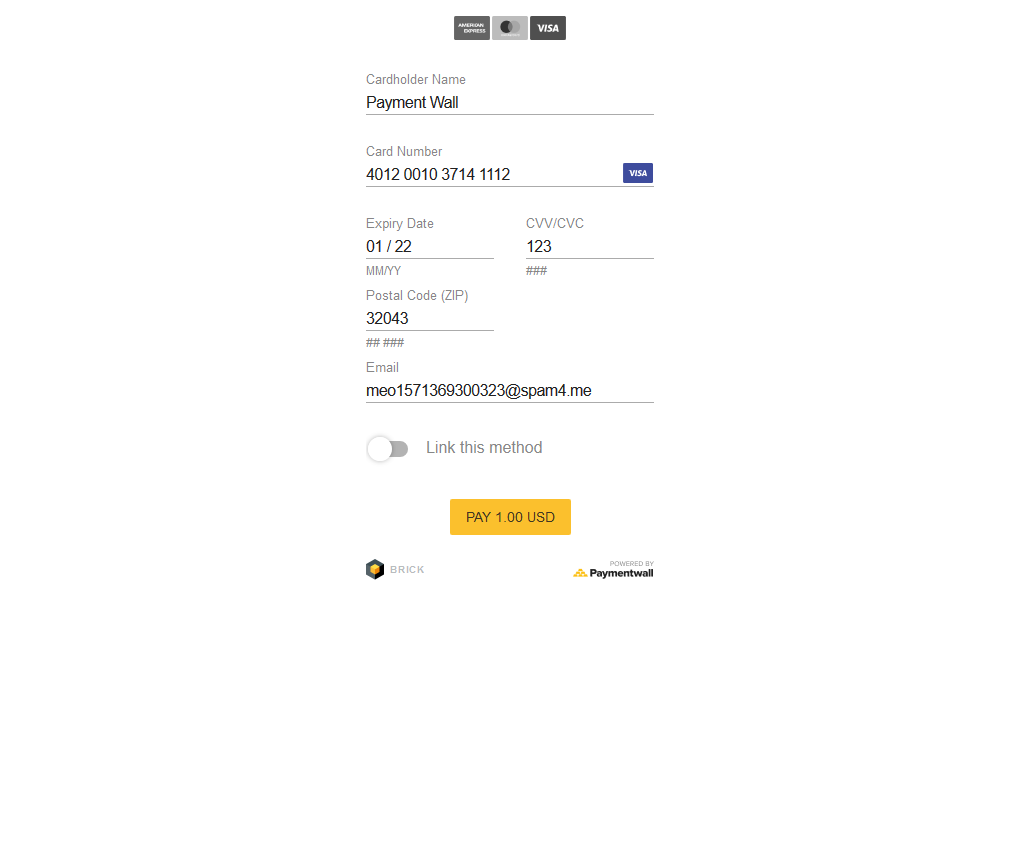 AMERICAN EXPRESS VISA
Cardholder Name
Payment Wall
Card Number
4012 0010 3714 1112 VISA
Expiry Date CVV/CVC
01 / 22 123
MM/YY ###
Postal Code (ZIP)
32043
## ###
Email
meo1571369300323@spam4.me
Link this method
PAY 1.00 USD
BRICK POWERED BY
Paymentwall